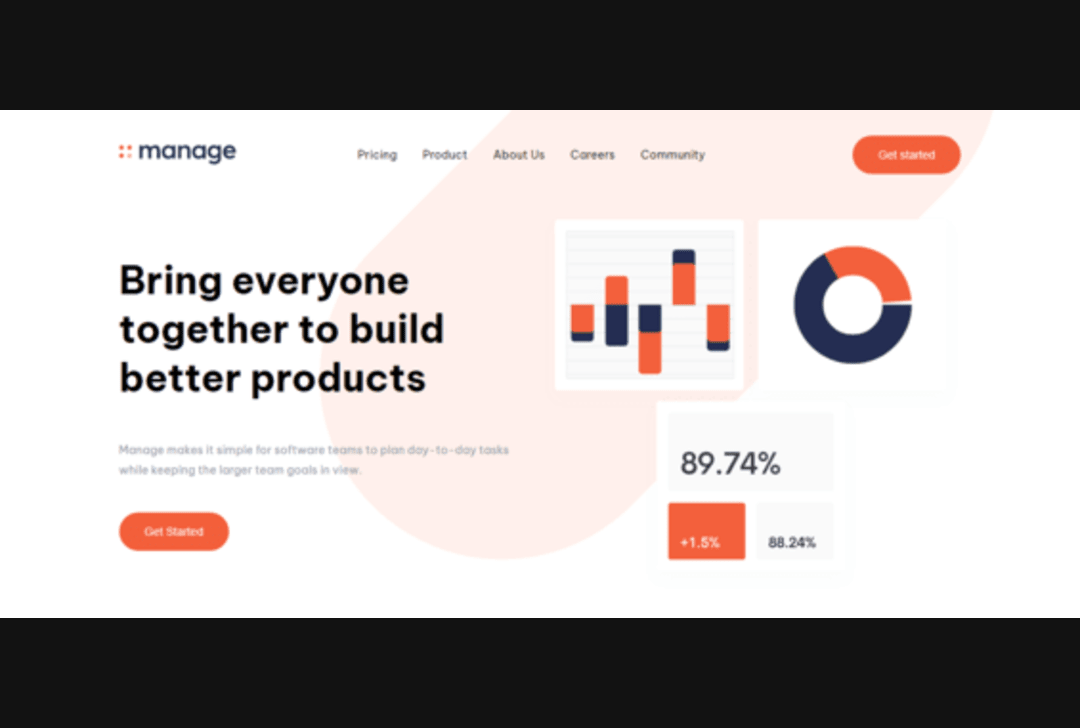 manage
Pricing Product About Us Careers Community
Get started
Bring everyone
together to build
better products
Manage makes it simple for software teams to plan day-to-day tasks
while keeping the larger team goals in view.
Get Started
89.74%
+1.5% 88.24%